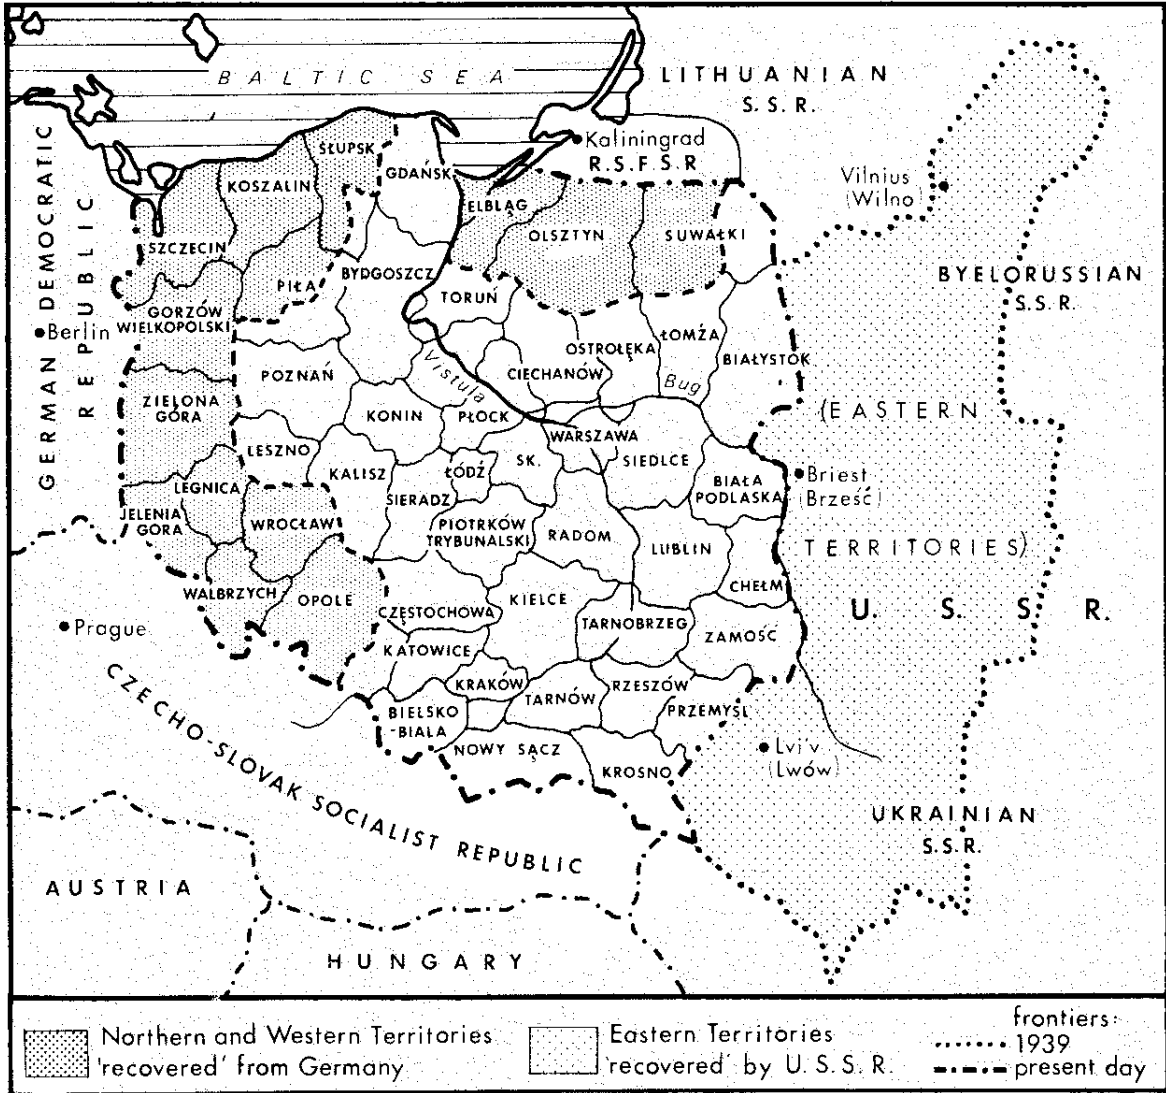 BALTIC SEA
LITHUANIAN
S.S.R.
Kaliningrad
R.S.F.S.R
Vilnius
(Wilno)
BYELORUSSIAN
S.S.R.
GERMAN DEMOCRATIC
REPUBLIC
Berlin
SŁUPSK
KOSZALIN
GDAŃSK
ELBLĄG
SZCZECIN
OLSZTYN
SUWAŁKI
PIŁA
BYDGOSZCZ
TORUŃ
GORZÓW
WIELKOPOLSKI
OSTROŁĘKA
ŁOMŻA
BIAŁYSTOK
CIECHANÓW
POZNAŃ
Vistula
Bug
ZIELONA
GÓRA
KONIN
PŁOCK
WARSZAWA
(EASTERN
LESZNO
KALISZ
ŁÓDŹ
SK.
SIEDLCE
BIAŁA
PODLASKA
Briest
(Brześć)
LEGNICA
SIERADZ
JELENIA
GÓRA
WROCŁAW
PIOTRKÓW
TRYBUNALSKI
RADOM
LUBLIN
TERRITORIES)
CHEŁM
WAŁBRZYCH
OPOLE
CZĘSTOCHOWA
KIELCE
TARNOBRZEG
ZAMOŚĆ
U. S. S. R.
Prague
KATOWICE
KRAKÓW
TARNÓW
RZESZÓW
PRZEMYŚL
BIELSKO
-BIALA
NOWY SĄCZ
KROSNO
Lviv
(Lwów)
CZECHO-SLOVAK SOCIALIST REPUBLIC
UKRAINIAN
S.S.R.
AUSTRIA
HUNGARY
Northern and Western Territories
'recovered' from Germany
Eastern Territories
'recovered' by U.S.S.R.
frontiers:
1939
present day